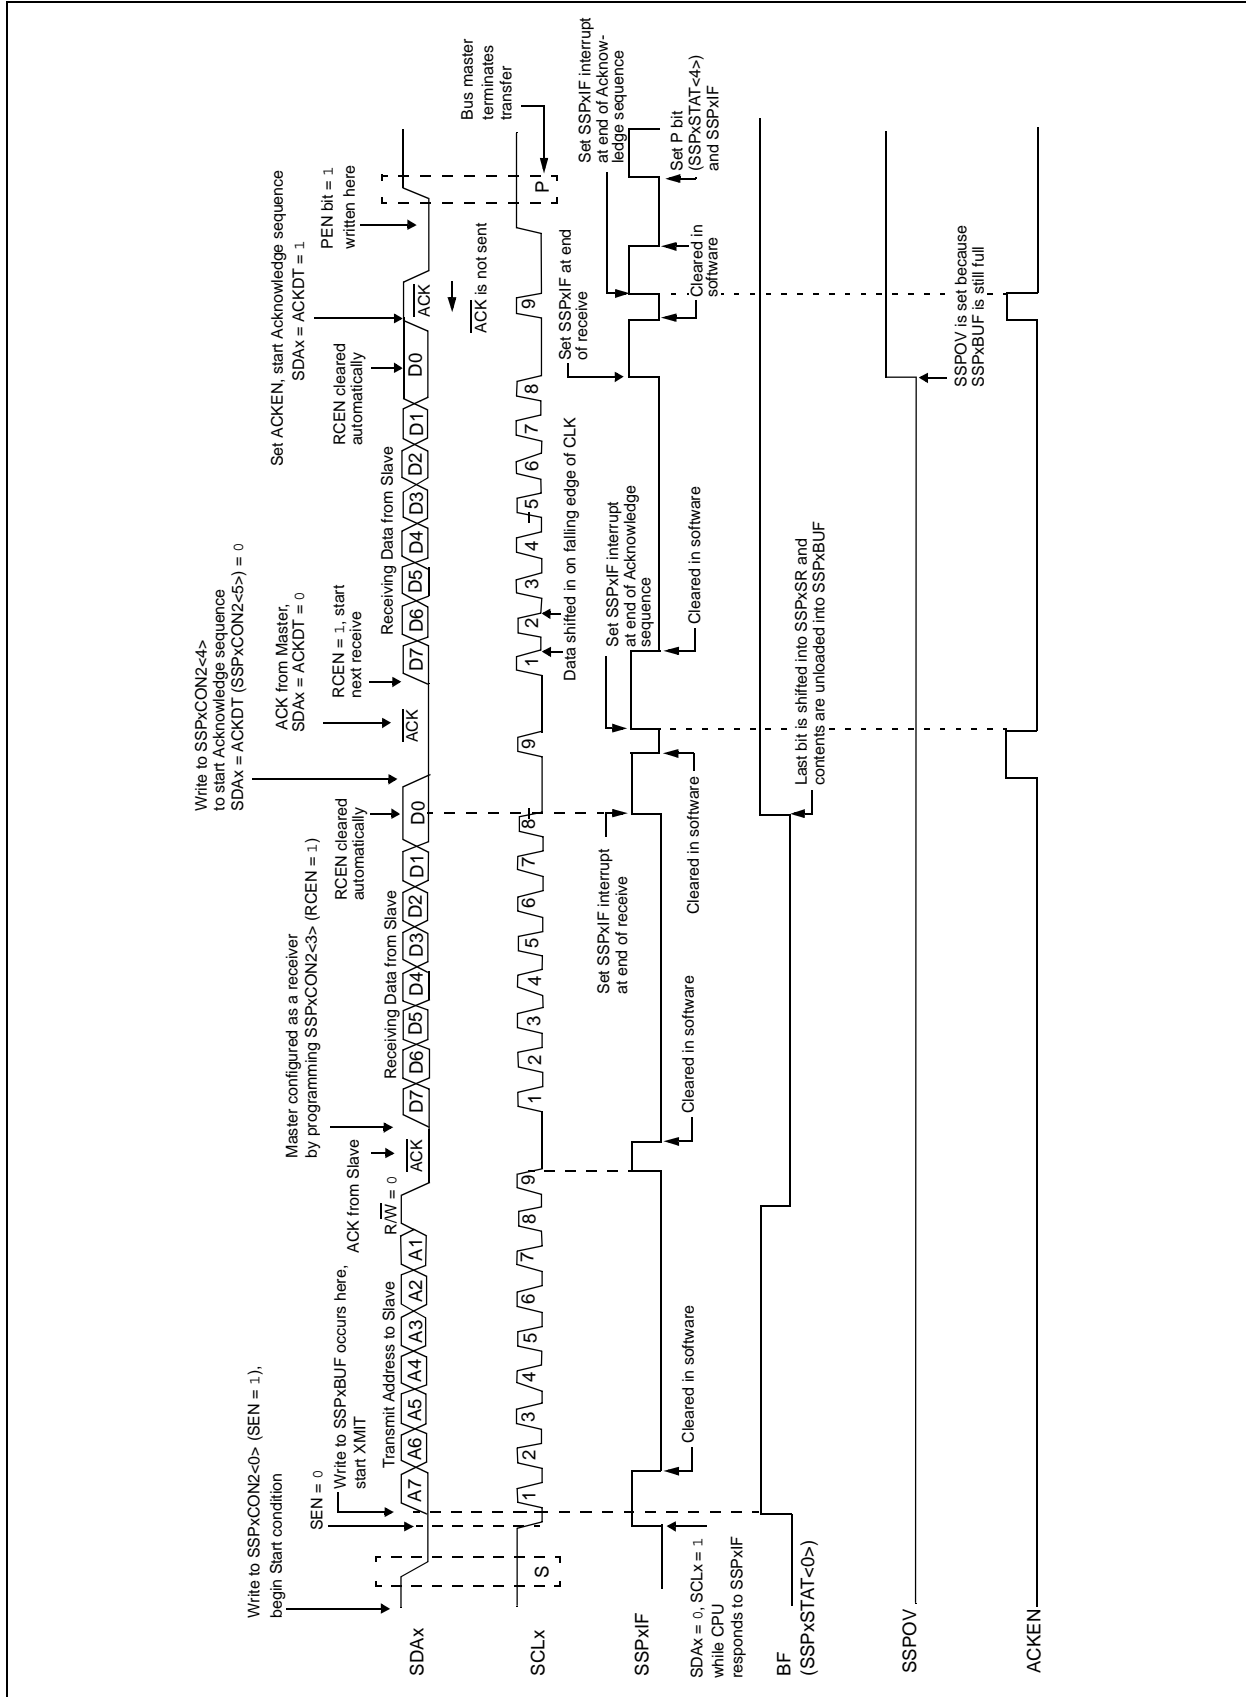 Write to SSPxCON2<0> (SEN = 1),
begin Start condition
SEN = 0
Write to SSPxBUF occurs here,
start XMIT
Transmit Address to Slave
R/W̅ = 0
ACK from Slave
Master configured as a receiver
by programming SSPxCON2<3> (RCEN = 1)
Receiving Data from Slave
RCEN cleared
automatically
Write to SSPxCON2<4>
to start Acknowledge sequence
SDAx = ACKDT (SSPxCON2<5>) = 0
ACK from Master,
SDAx = ACKDT = 0
RCEN = 1, start
next receive
Receiving Data from Slave
RCEN cleared
automatically
Set ACKEN, start Acknowledge sequence
SDAx = ACKDT = 1
PEN bit = 1
written here
SDAx
A7 A6 A5 A4 A3 A2 A1
A̅C̅K̅
D7 D6 D5 D4 D3 D2 D1 D0
A̅C̅K̅
D7 D6 D5 D4 D3 D2 D1 D0
A̅C̅K̅
A̅C̅K̅ is not sent
Bus master
terminates
transfer
SCLx
S
1 2 3 4 5 6 7 8 9
1 2 3 4 5 6 7 8 9
1 2 3 4 5 6 7 8 9
P
Data shifted in on falling edge of CLK
Set SSPxIF interrupt
at end of receive
Set SSPxIF interrupt
at end of Acknowledge
sequence
Set SSPxIF at end
of receive
Set SSPxIF interrupt
at end of Acknow-
ledge sequence
SSPxIF
SDAx = 0, SCLx = 1
while CPU
responds to SSPxIF
Cleared in software
Cleared in software
Cleared in software
Cleared in software
Cleared in
software
Set P bit
(SSPxSTAT<4>)
and SSPxIF
BF
(SSPxSTAT<0>)
Last bit is shifted into SSPxSR and
contents are unloaded into SSPxBUF
SSPOV
SSPOV is set because
SSPxBUF is still full
ACKEN